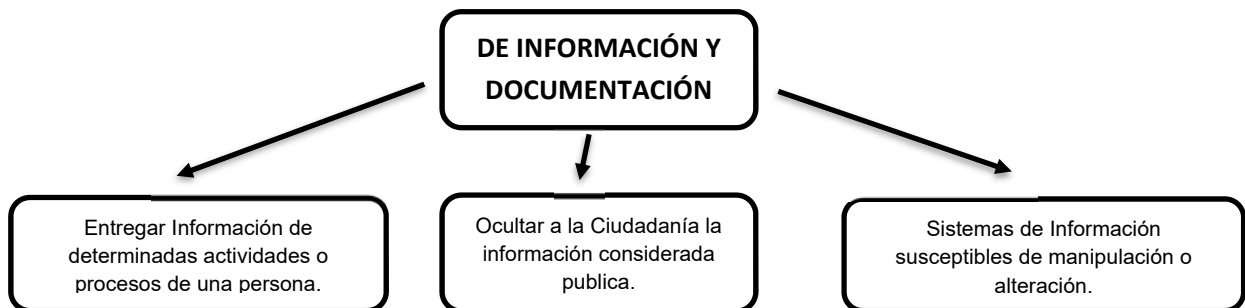 DE INFORMACIÓN Y
DOCUMENTACIÓN
Entregar Información de
determinadas actividades o
procesos de una persona.
Ocultar a la Ciudadanía la
información considerada
publica.
Sistemas de Información
susceptibles de manipulación o
alteración.